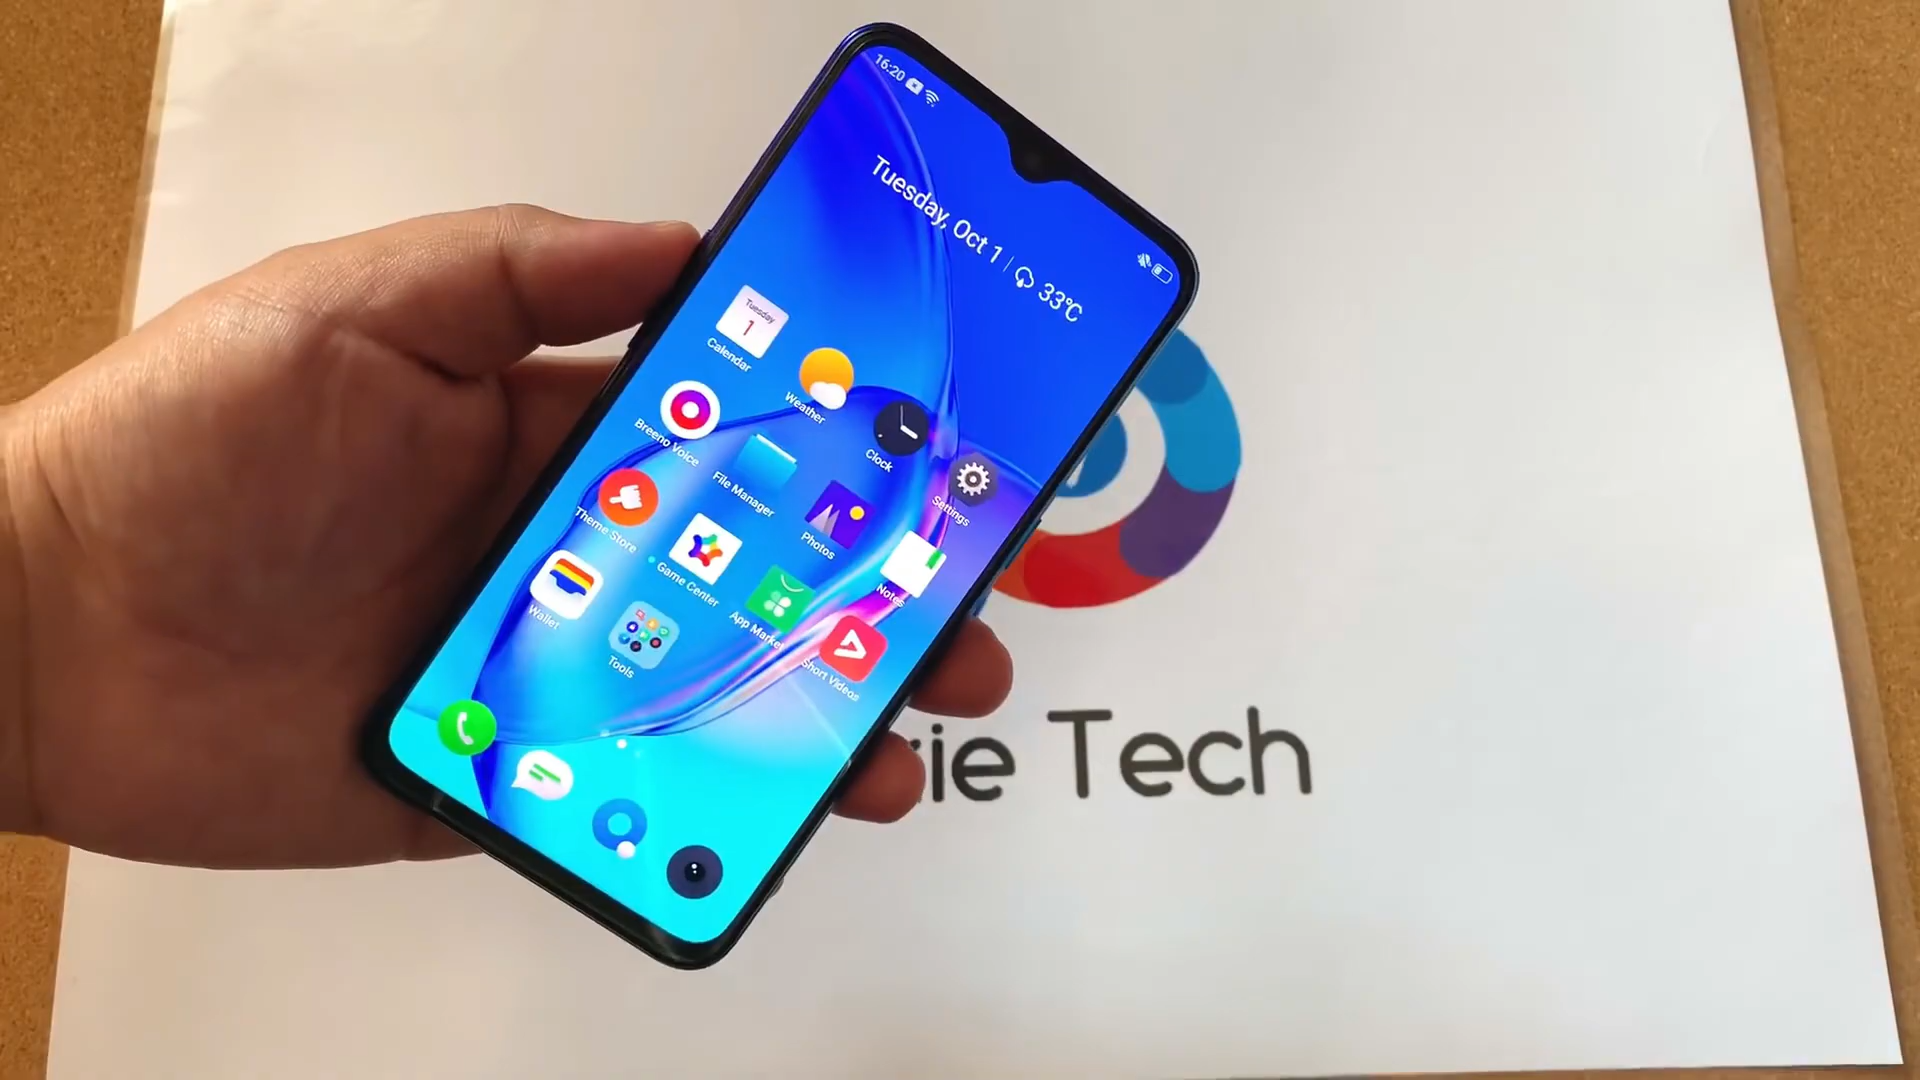 16:20
Tuesday, Oct 1 | 33℃
Tuesday
1
Calendar
Weather
Clock
Settings
Breeno Voice
File Manager
Photos
Notes
Theme Store
Game Center
App Market
Short Videos
Wallet
Tools
Tech